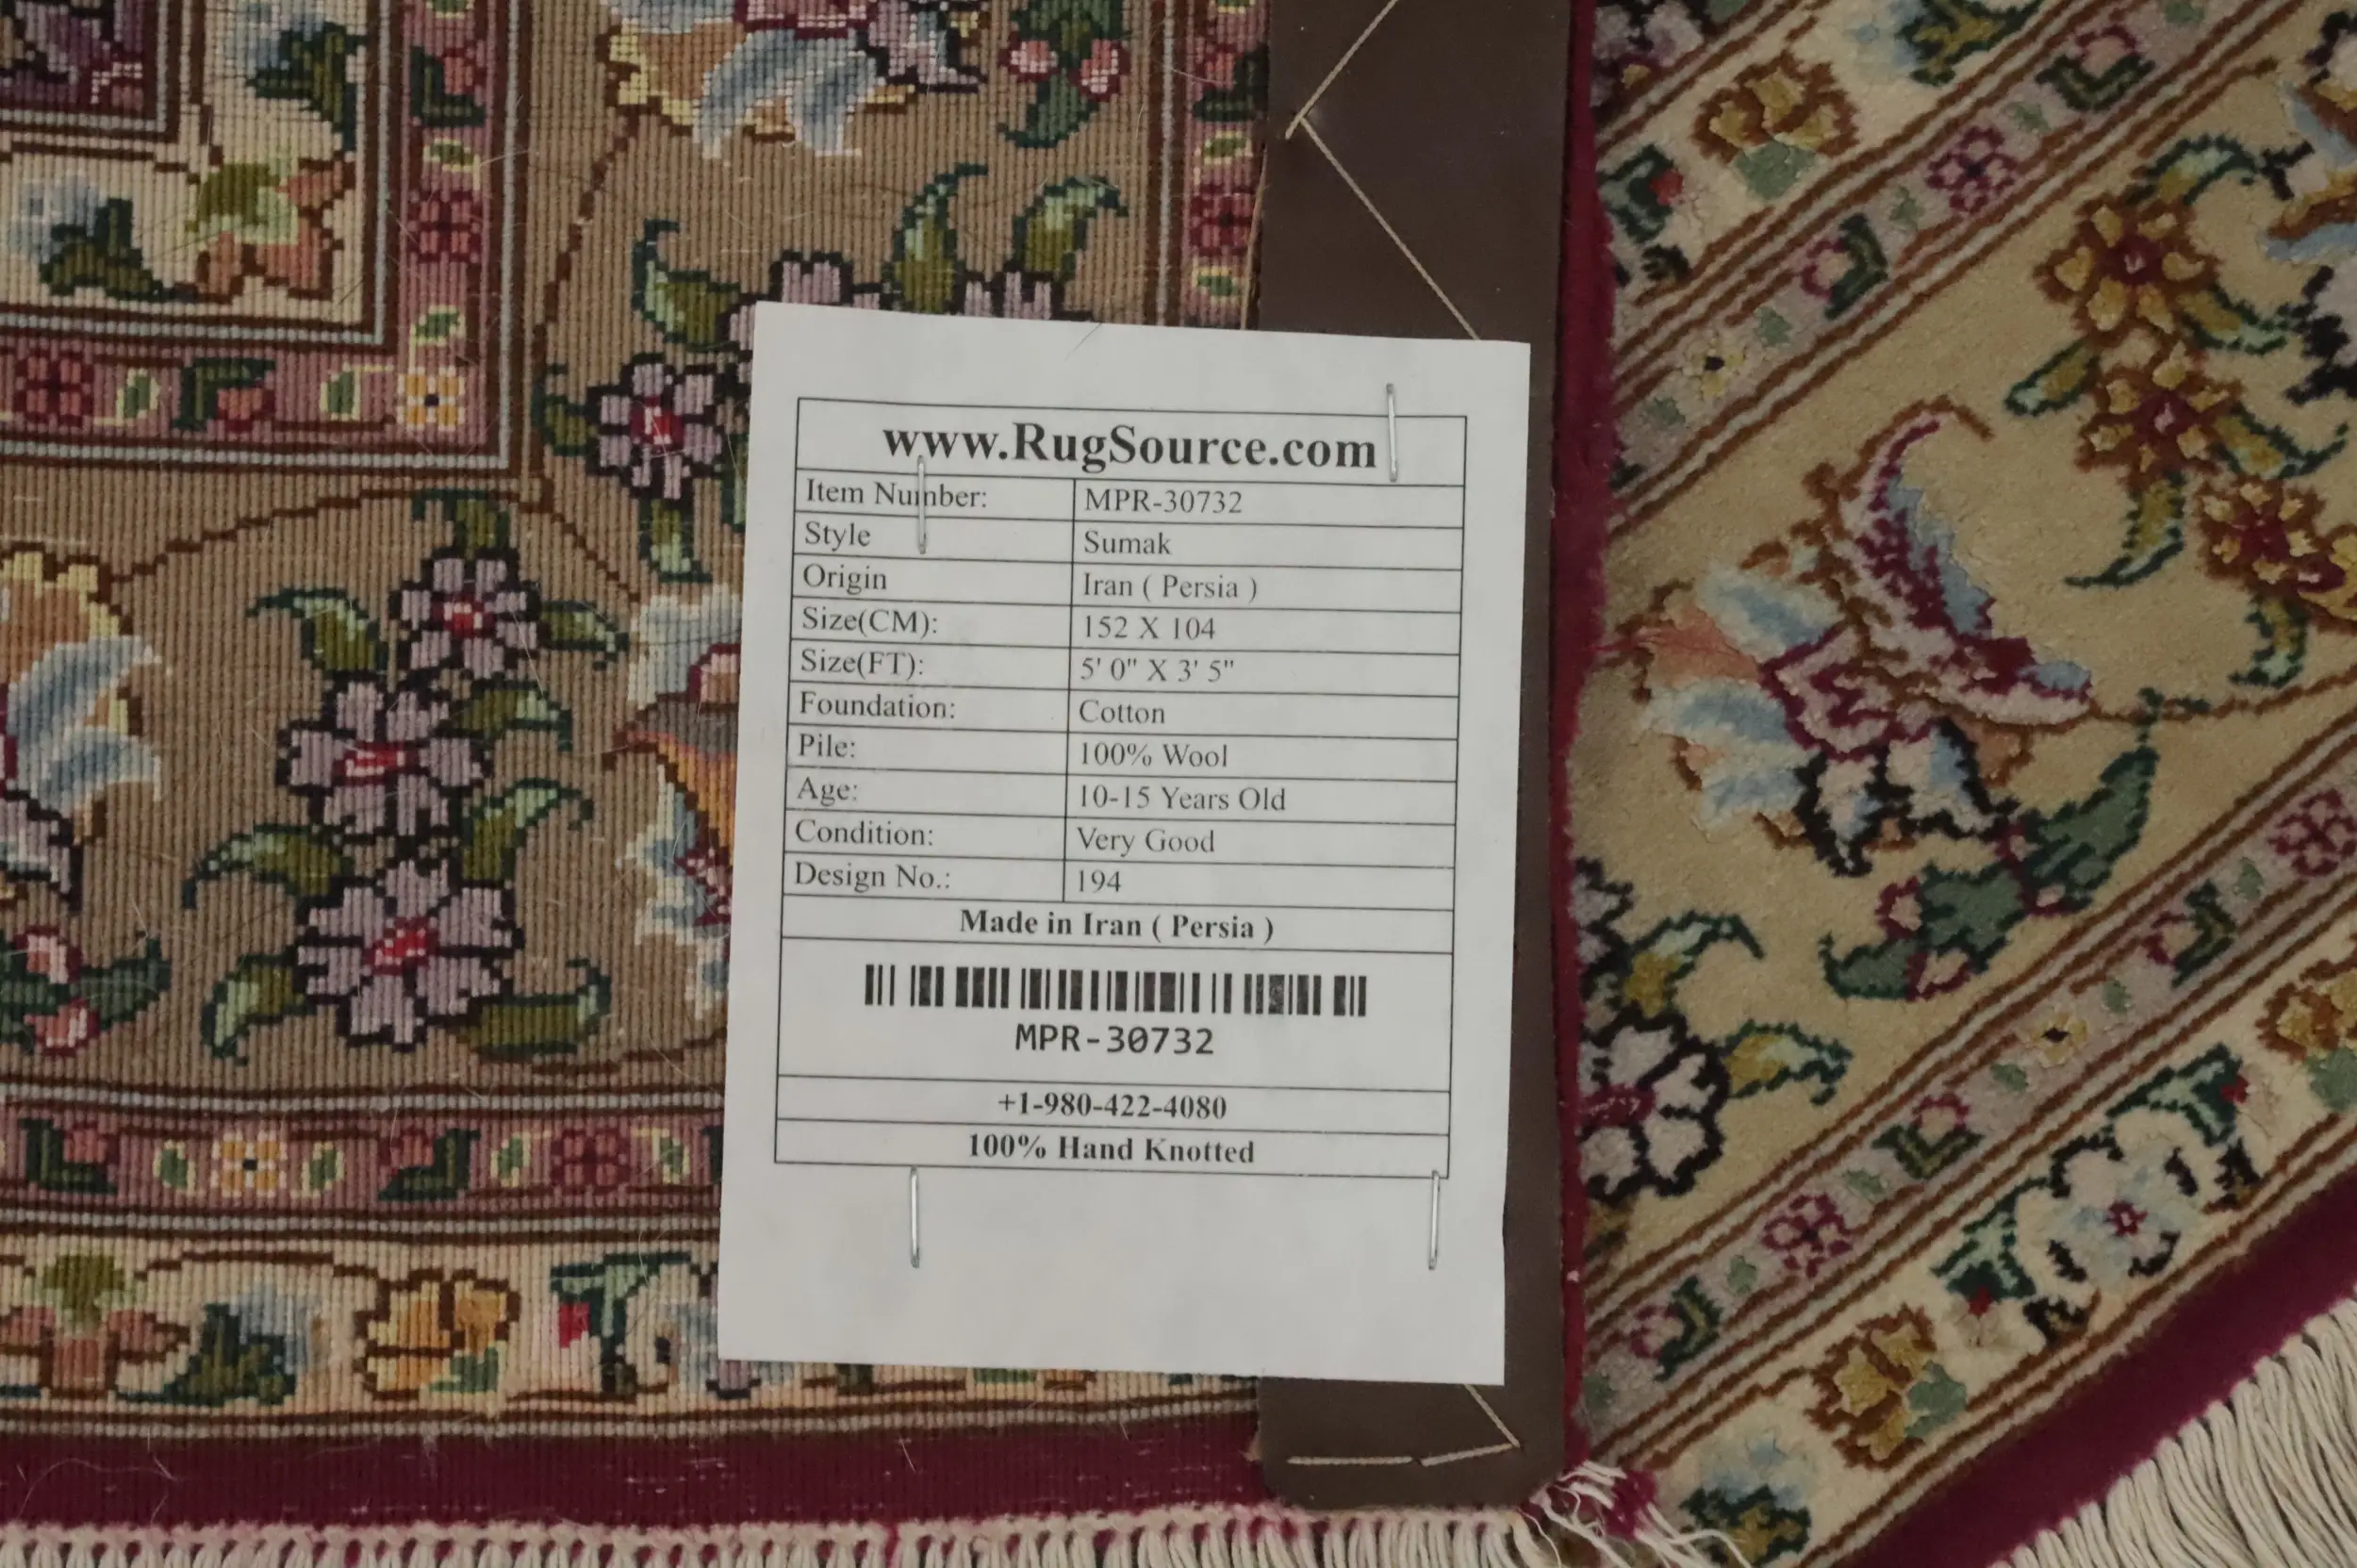 www.RugSource.com
Item Number: MPR-30732
Style Sumak
Origin Iran ( Persia )
Size(CM): 152 X 104
Size(FT): 5' 0" X 3' 5"
Foundation: Cotton
Pile: 100% Wool
Age: 10-15 Years Old
Condition: Very Good
Design No.: 194
Made in Iran ( Persia )
MPR-30732
+1-980-422-4080
100% Hand Knotted